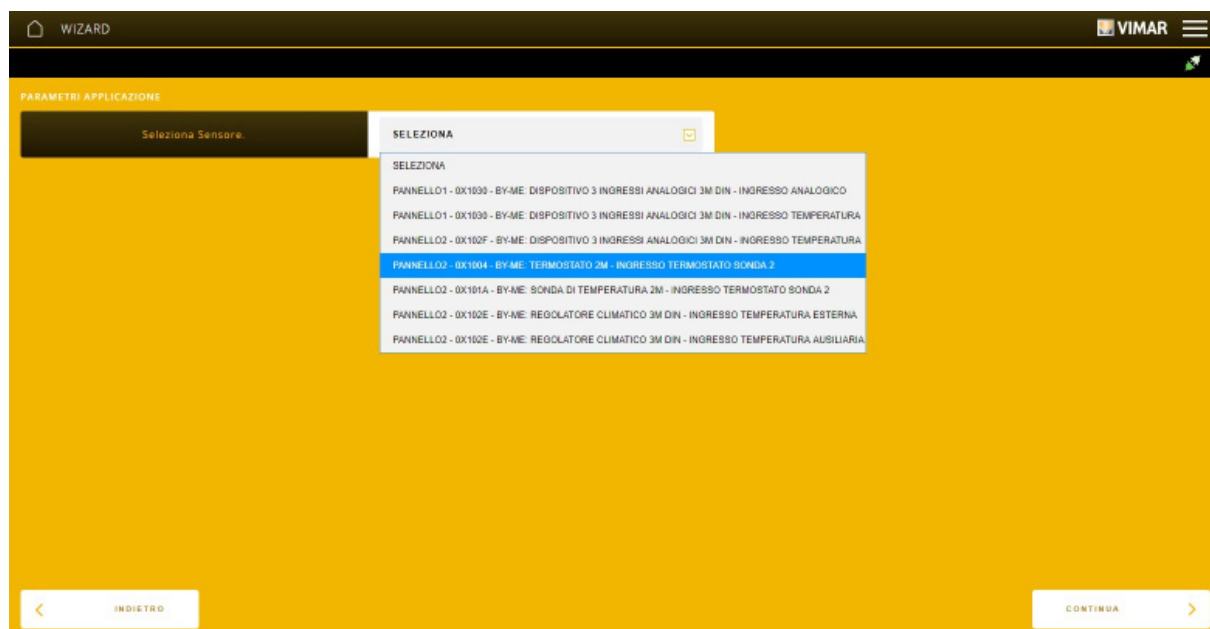 WIZARD
VIMAR
PARAMETRI APPLICAZIONE
Seleziona Sensore.
SELEZIONA
SELEZIONA
PANNELLO1 - 0X1030 - BY-ME: DISPOSITIVO 3 INGRESSI ANALOGICI 3M DIN - INGRESSO ANALOGICO
PANNELLO1 - 0X1030 - BY-ME: DISPOSITIVO 3 INGRESSI ANALOGICI 3M DIN - INGRESSO TEMPERATURA
PANNELLO2 - 0X102F - BY-ME: DISPOSITIVO 3 INGRESSI ANALOGICI 3M DIN - INGRESSO TEMPERATURA
PANNELLO2 - 0X1004 - BY-ME: TERMOSTATO 2M - INGRESSO TERMOSTATO SONDA 2
PANNELLO2 - 0X101A - BY-ME: SONDA DI TEMPERATURA 2M - INGRESSO TERMOSTATO SONDA 2
PANNELLO2 - 0X102E - BY-ME: REGOLATORE CLIMATICO 3M DIN - INGRESSO TEMPERATURA ESTERNA
PANNELLO2 - 0X102E - BY-ME: REGOLATORE CLIMATICO 3M DIN - INGRESSO TEMPERATURA AUSILIARIA
INDIETRO
CONTINUA